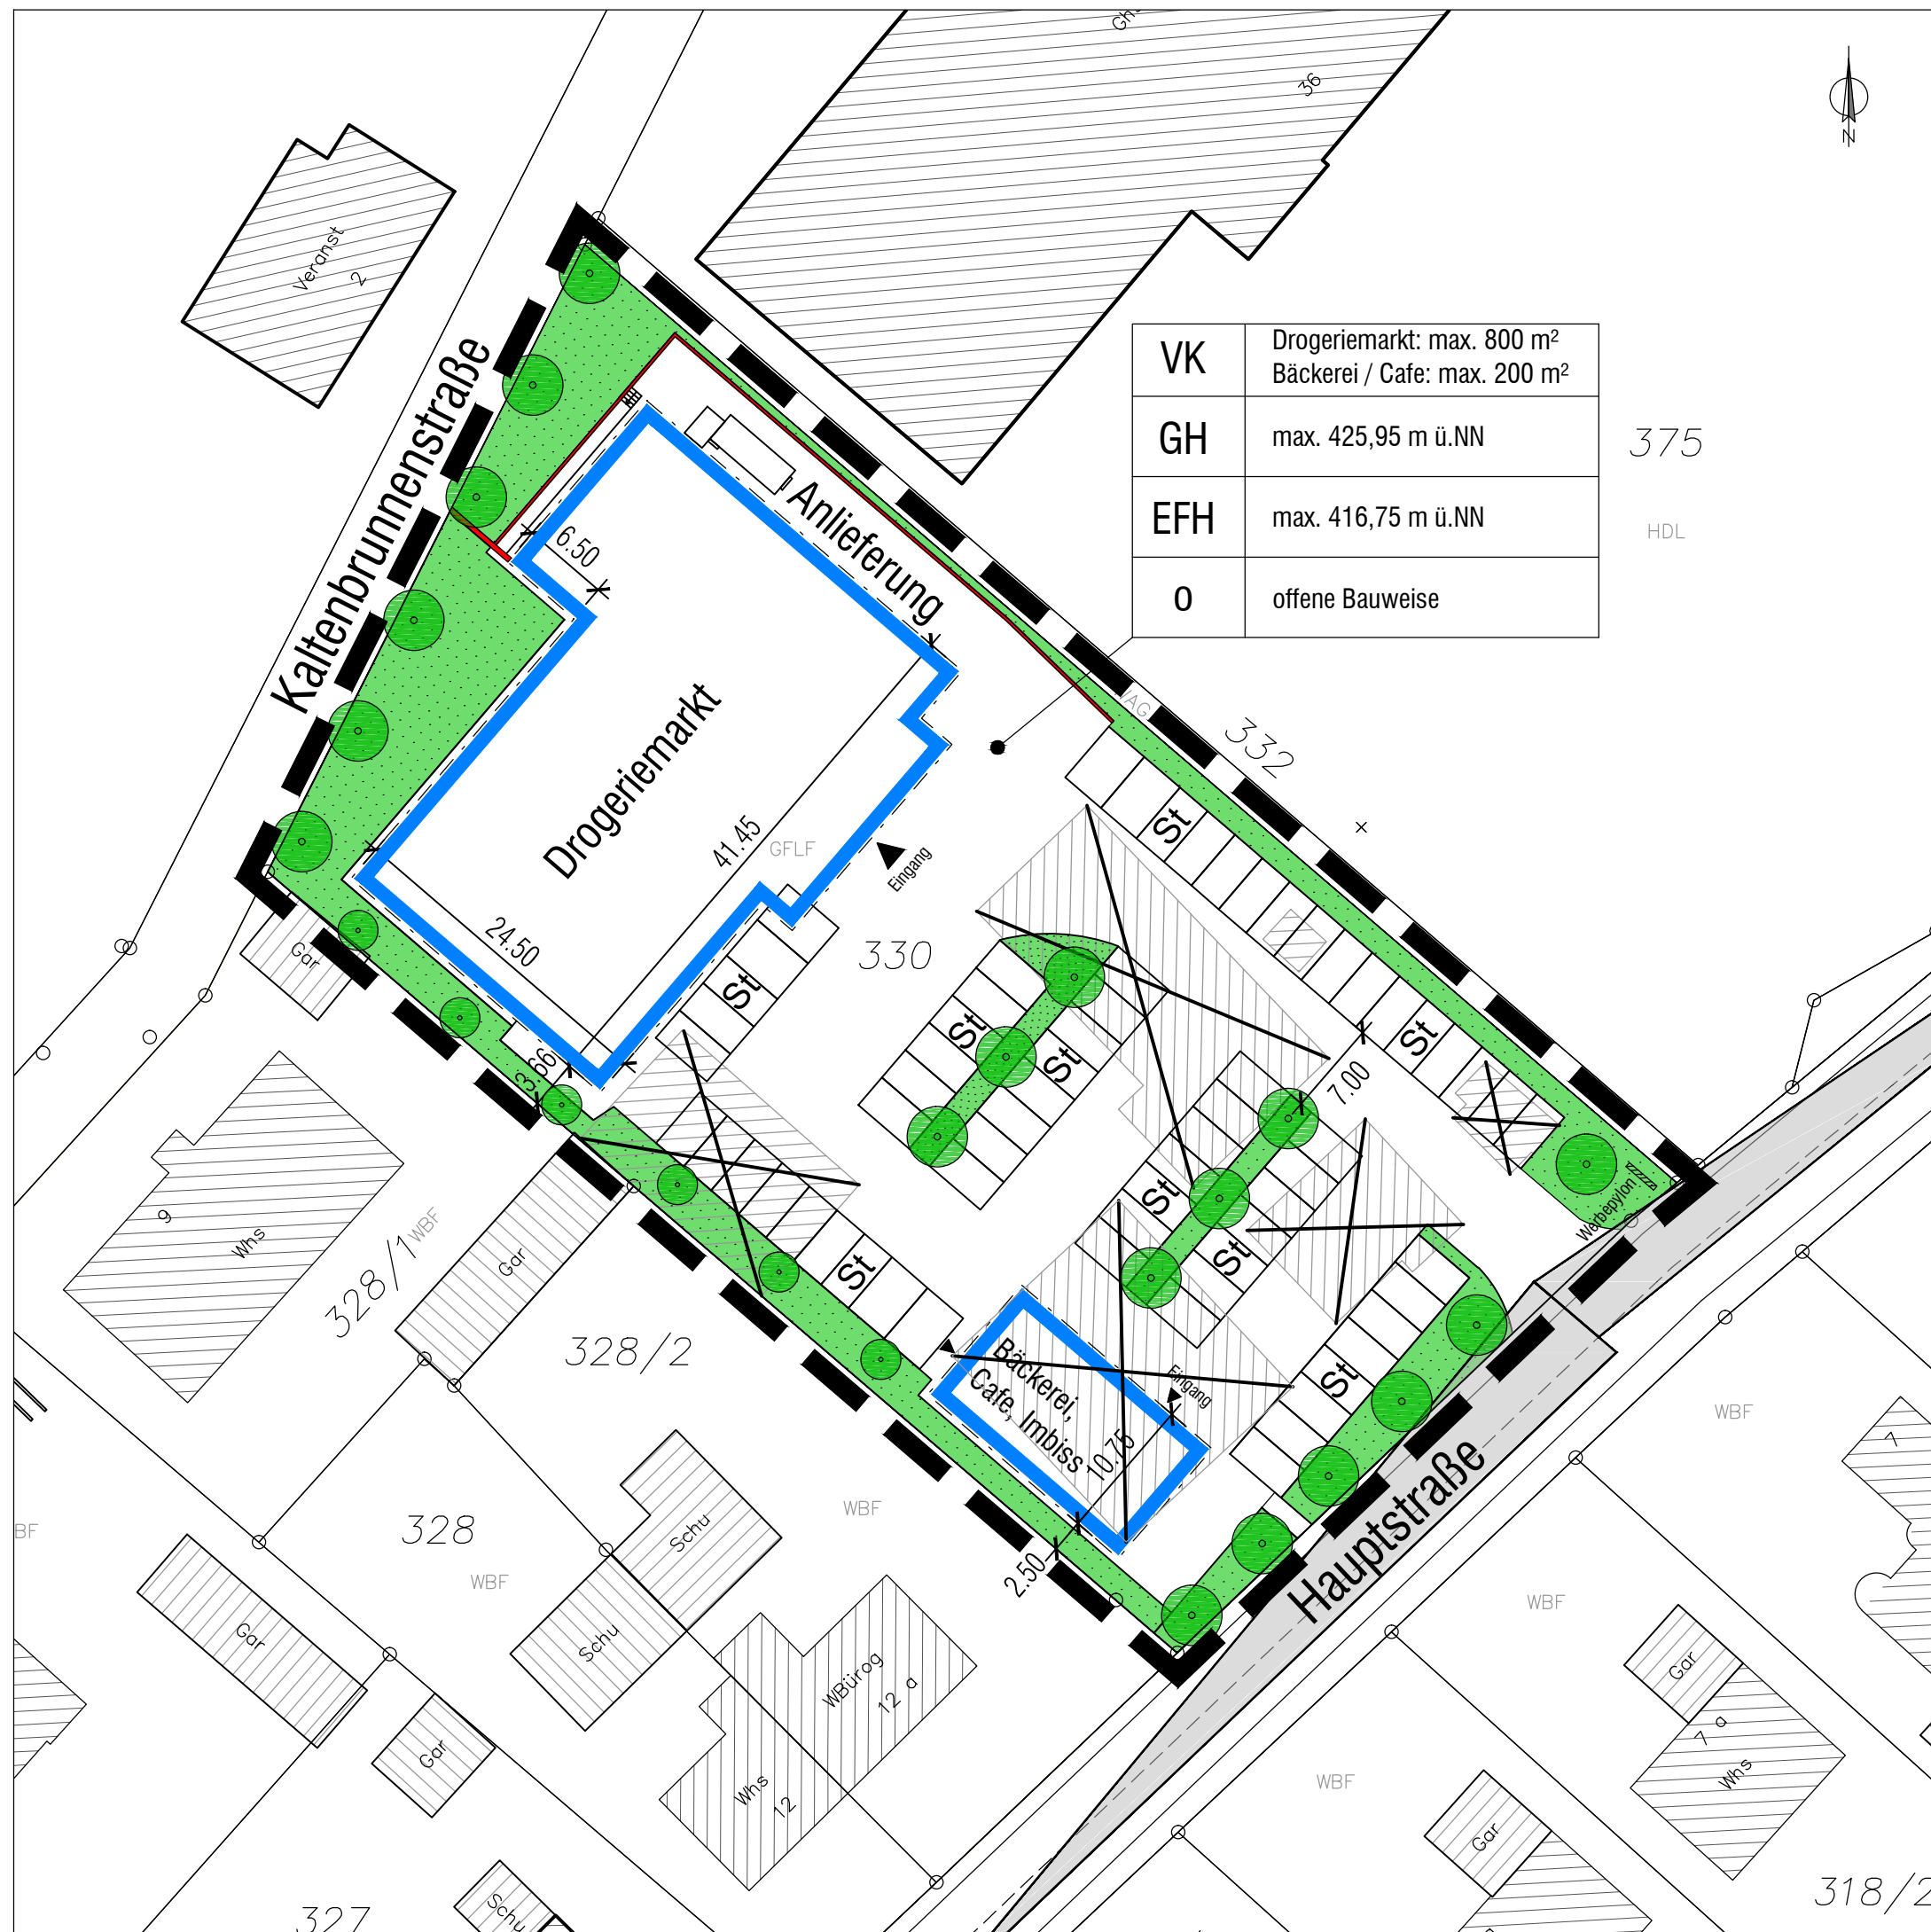 36
N
Veranst
2
Kaltenbrunnenstraße
VK
Drogeriemarkt: max. 800 m²
Bäckerei / Cafe: max. 200 m²
GH
max. 425,95 m ü.NN
EFH
max. 416,75 m ü.NN
o
offene Bauweise
375
HDL
Anlieferung
6.50
Drogeriemarkt
41.45
GFLF
Eingang
24.50
3.66
330
332
St
St
St
St
St
St
St
St
St
St
7.00
Werbepylon
Gar
9
Whs
328/1
WBF
Gar
328/2
Bäckerei,
Cafe, Imbiss
Eingang
10.75
2.50
Hauptstraße
WBF
7
BF
328
WBF
Schu
Schu
WBF
WBF
Gar
Gar
WBürog
12 a
Whs
12
Gar
7 a
Whs
WBF
Gar
318/2
327
Schu